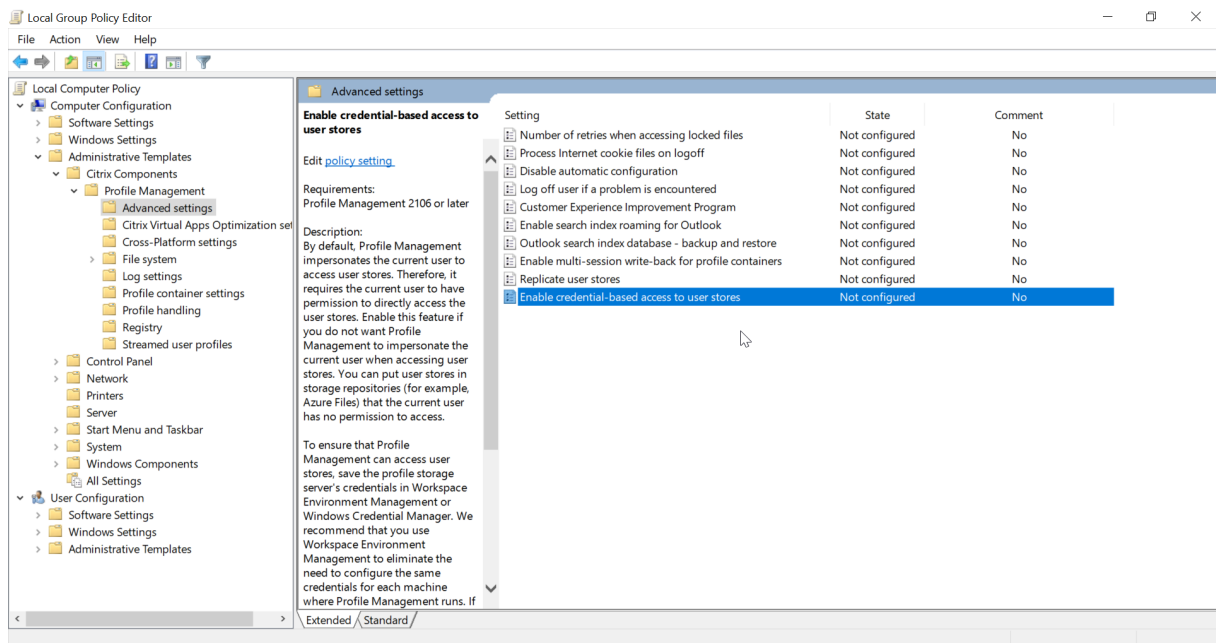 Local Group Policy Editor
File Action View Help
Local Computer Policy
Computer Configuration
Software Settings
Windows Settings
Administrative Templates
Citrix Components
Profile Management
Advanced settings
Citrix Virtual Apps Optimization set
Cross-Platform settings
File system
Log settings
Profile container settings
Profile handling
Registry
Streamed user profiles
Control Panel
Network
Printers
Server
Start Menu and Taskbar
System
Windows Components
All Settings
User Configuration
Software Settings
Windows Settings
Administrative Templates
Advanced settings
Enable credential-based access to
user stores
Edit policy setting
Requirements:
Profile Management 2106 or later
Description:
By default, Profile Management
impersonates the current user to
access user stores. Therefore, it
requires the current user to have
permission to directly access the
user stores. Enable this feature if
you do not want Profile
Management to impersonate the
current user when accessing user
stores. You can put user stores in
storage repositories (for example,
Azure Files) that the current user
has no permission to access.
To ensure that Profile
Management can access user
stores, save the profile storage
server's credentials in Workspace
Environment Management or
Windows Credential Manager. We
recommend that you use
Workspace Environment
Management to eliminate the
need to configure the same
credentials for each machine
where Profile Management runs. If
Setting State Comment
Number of retries when accessing locked files Not configured No
Process Internet cookie files on logoff Not configured No
Disable automatic configuration Not configured No
Log off user if a problem is encountered Not configured No
Customer Experience Improvement Program Not configured No
Enable search index roaming for Outlook Not configured No
Outlook search index database - backup and restore Not configured No
Enable multi-session write-back for profile containers Not configured No
Replicate user stores Not configured No
Enable credential-based access to user stores Not configured No
Extended Standard